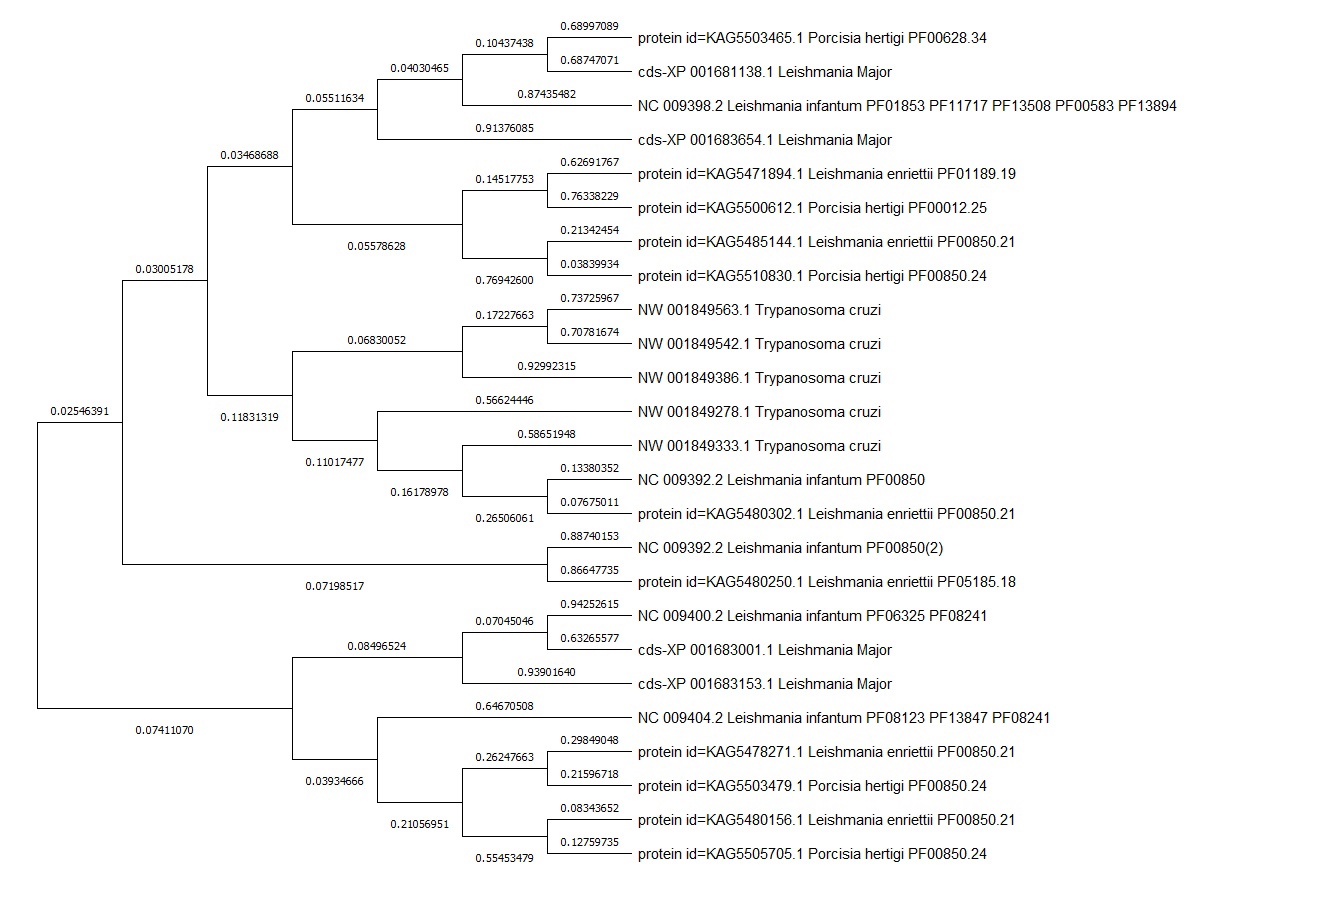 0.68997089
protein id=KAG5503465.1 Porcisia hertigi PF00628.34
0.10437438
0.68747071
cds-XP 001681138.1 Leishmania Major
0.04030465
0.87435482
NC 009398.2 Leishmania infantum PF01853 PF11717 PF13508 PF00583 PF13894
0.05511634
0.91376085
cds-XP 001683654.1 Leishmania Major
0.03468688
0.62691767
protein id=KAG5471894.1 Leishmania enriettii PF01189.19
0.14517753
0.76338229
protein id=KAG5500612.1 Porcisia hertigi PF00012.25
0.05578628
0.21342454
protein id=KAG5485144.1 Leishmania enriettii PF00850.21
0.03839934
protein id=KAG5510830.1 Porcisia hertigi PF00850.24
0.76942600
0.03005178
0.73725967
NW 001849563.1 Trypanosoma cruzi
0.17227663
0.70781674
NW 001849542.1 Trypanosoma cruzi
0.06830052
0.92992315
NW 001849386.1 Trypanosoma cruzi
0.11831319
0.56624446
NW 001849278.1 Trypanosoma cruzi
0.02546391
0.58651948
NW 001849333.1 Trypanosoma cruzi
0.11017477
0.13380352
NC 009392.2 Leishmania infantum PF00850
0.16178978
0.07675011
protein id=KAG5480302.1 Leishmania enriettii PF00850.21
0.26506061
0.88740153
NC 009392.2 Leishmania infantum PF00850(2)
0.86647735
protein id=KAG5480250.1 Leishmania enriettii PF05185.18
0.07198517
0.94252615
NC 009400.2 Leishmania infantum PF06325 PF08241
0.07045046
0.63265577
cds-XP 001683001.1 Leishmania Major
0.08496524
0.93901640
cds-XP 001683153.1 Leishmania Major
0.07411070
0.64670508
NC 009404.2 Leishmania infantum PF08123 PF13847 PF08241
0.03934666
0.29849048
protein id=KAG5478271.1 Leishmania enriettii PF00850.21
0.26247663
0.21596718
protein id=KAG5503479.1 Porcisia hertigi PF00850.24
0.21056951
0.08343652
protein id=KAG5480156.1 Leishmania enriettii PF00850.21
0.12759735
protein id=KAG5505705.1 Porcisia hertigi PF00850.24
0.55453479